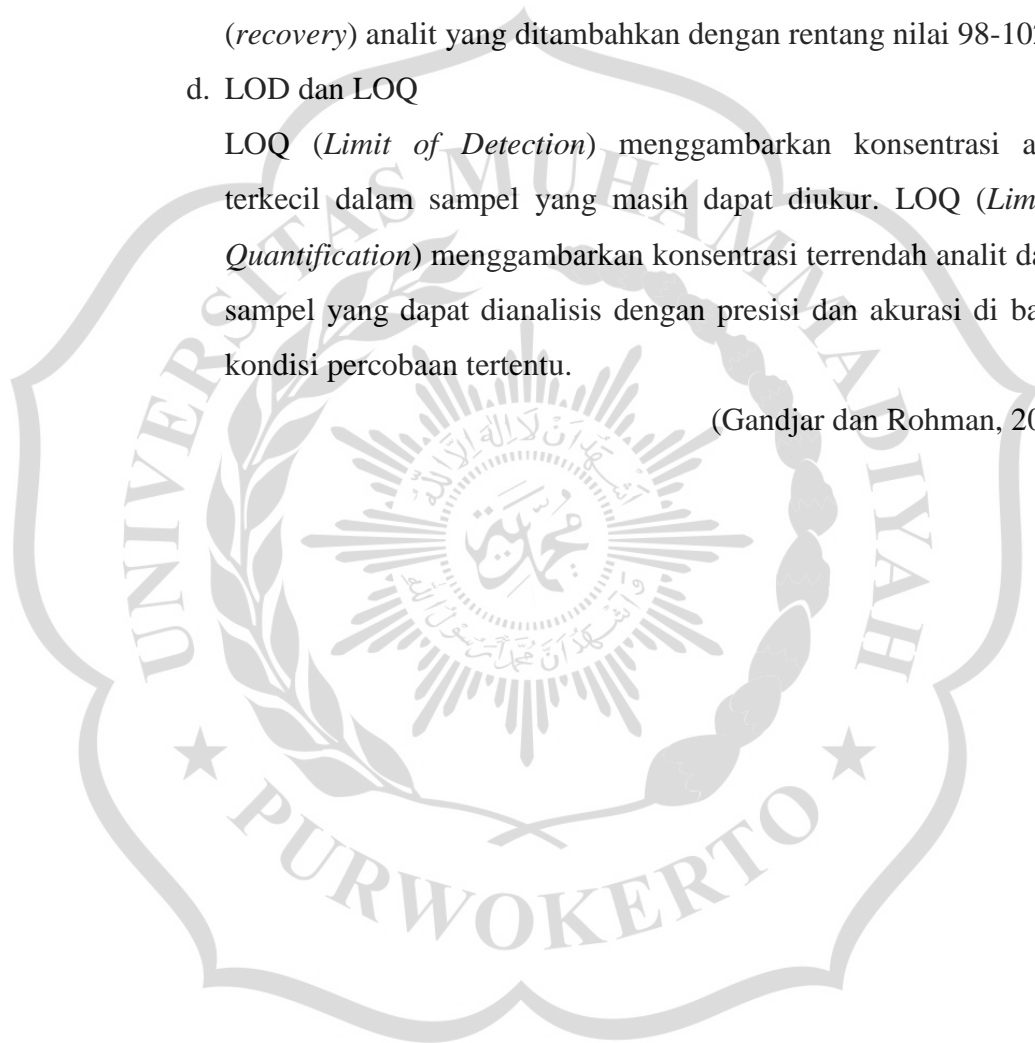 (recovery) analit yang ditambahkan dengan rentang nilai 98-10
d. LOD dan LOQ
LOQ (Limit of Detection) menggambarkan konsentrasi
terkecil dalam sampel yang masih dapat diukur. LOQ (
Quantification) menggambarkan konsentrasi terrendah analit
sampel yang dapat dianalisis dengan presisi dan akurasi di
kondisi percobaan tertentu.
(Gandjar dan Rohman, 20
UNIVERSITAS MUHAMMADIYAH
PURWOKERTO